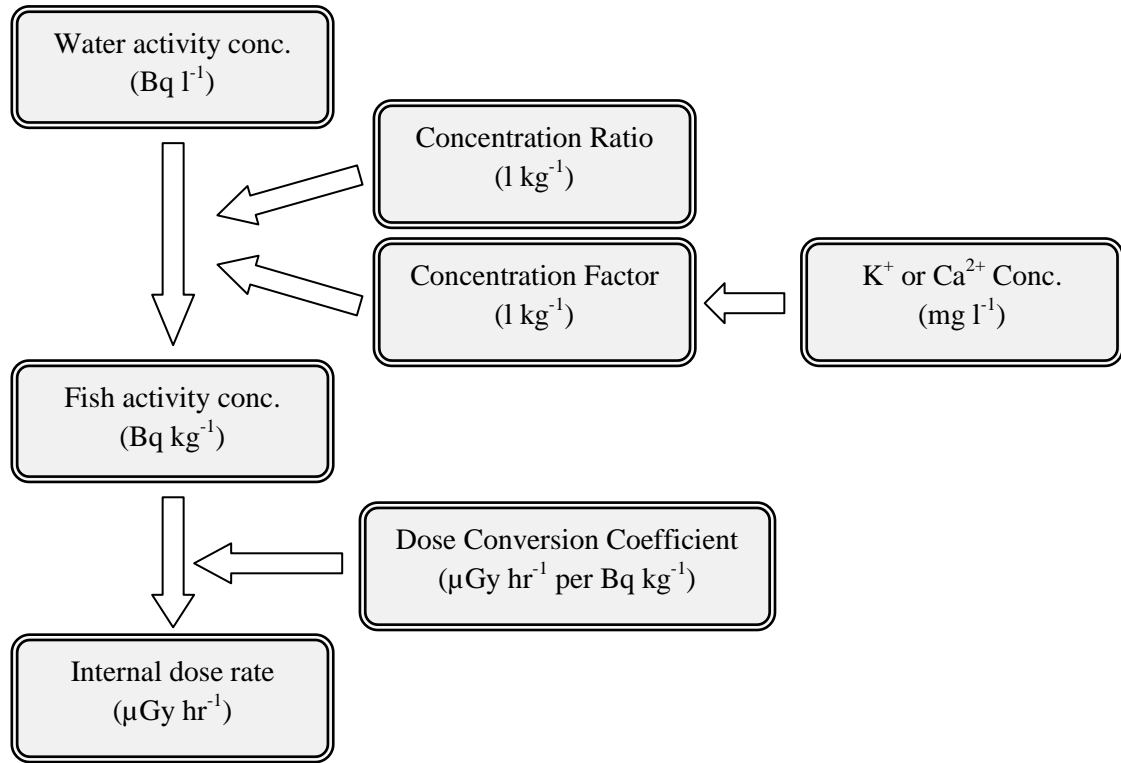 Water activity conc.
(Bq l⁻¹)
Concentration Ratio
(l kg⁻¹)
Concentration Factor
(l kg⁻¹)
K⁺ or Ca²⁺ Conc.
(mg l⁻¹)
Fish activity conc.
(Bq kg⁻¹)
Dose Conversion Coefficient
(µGy hr⁻¹ per Bq kg⁻¹)
Internal dose rate
(µGy hr⁻¹)